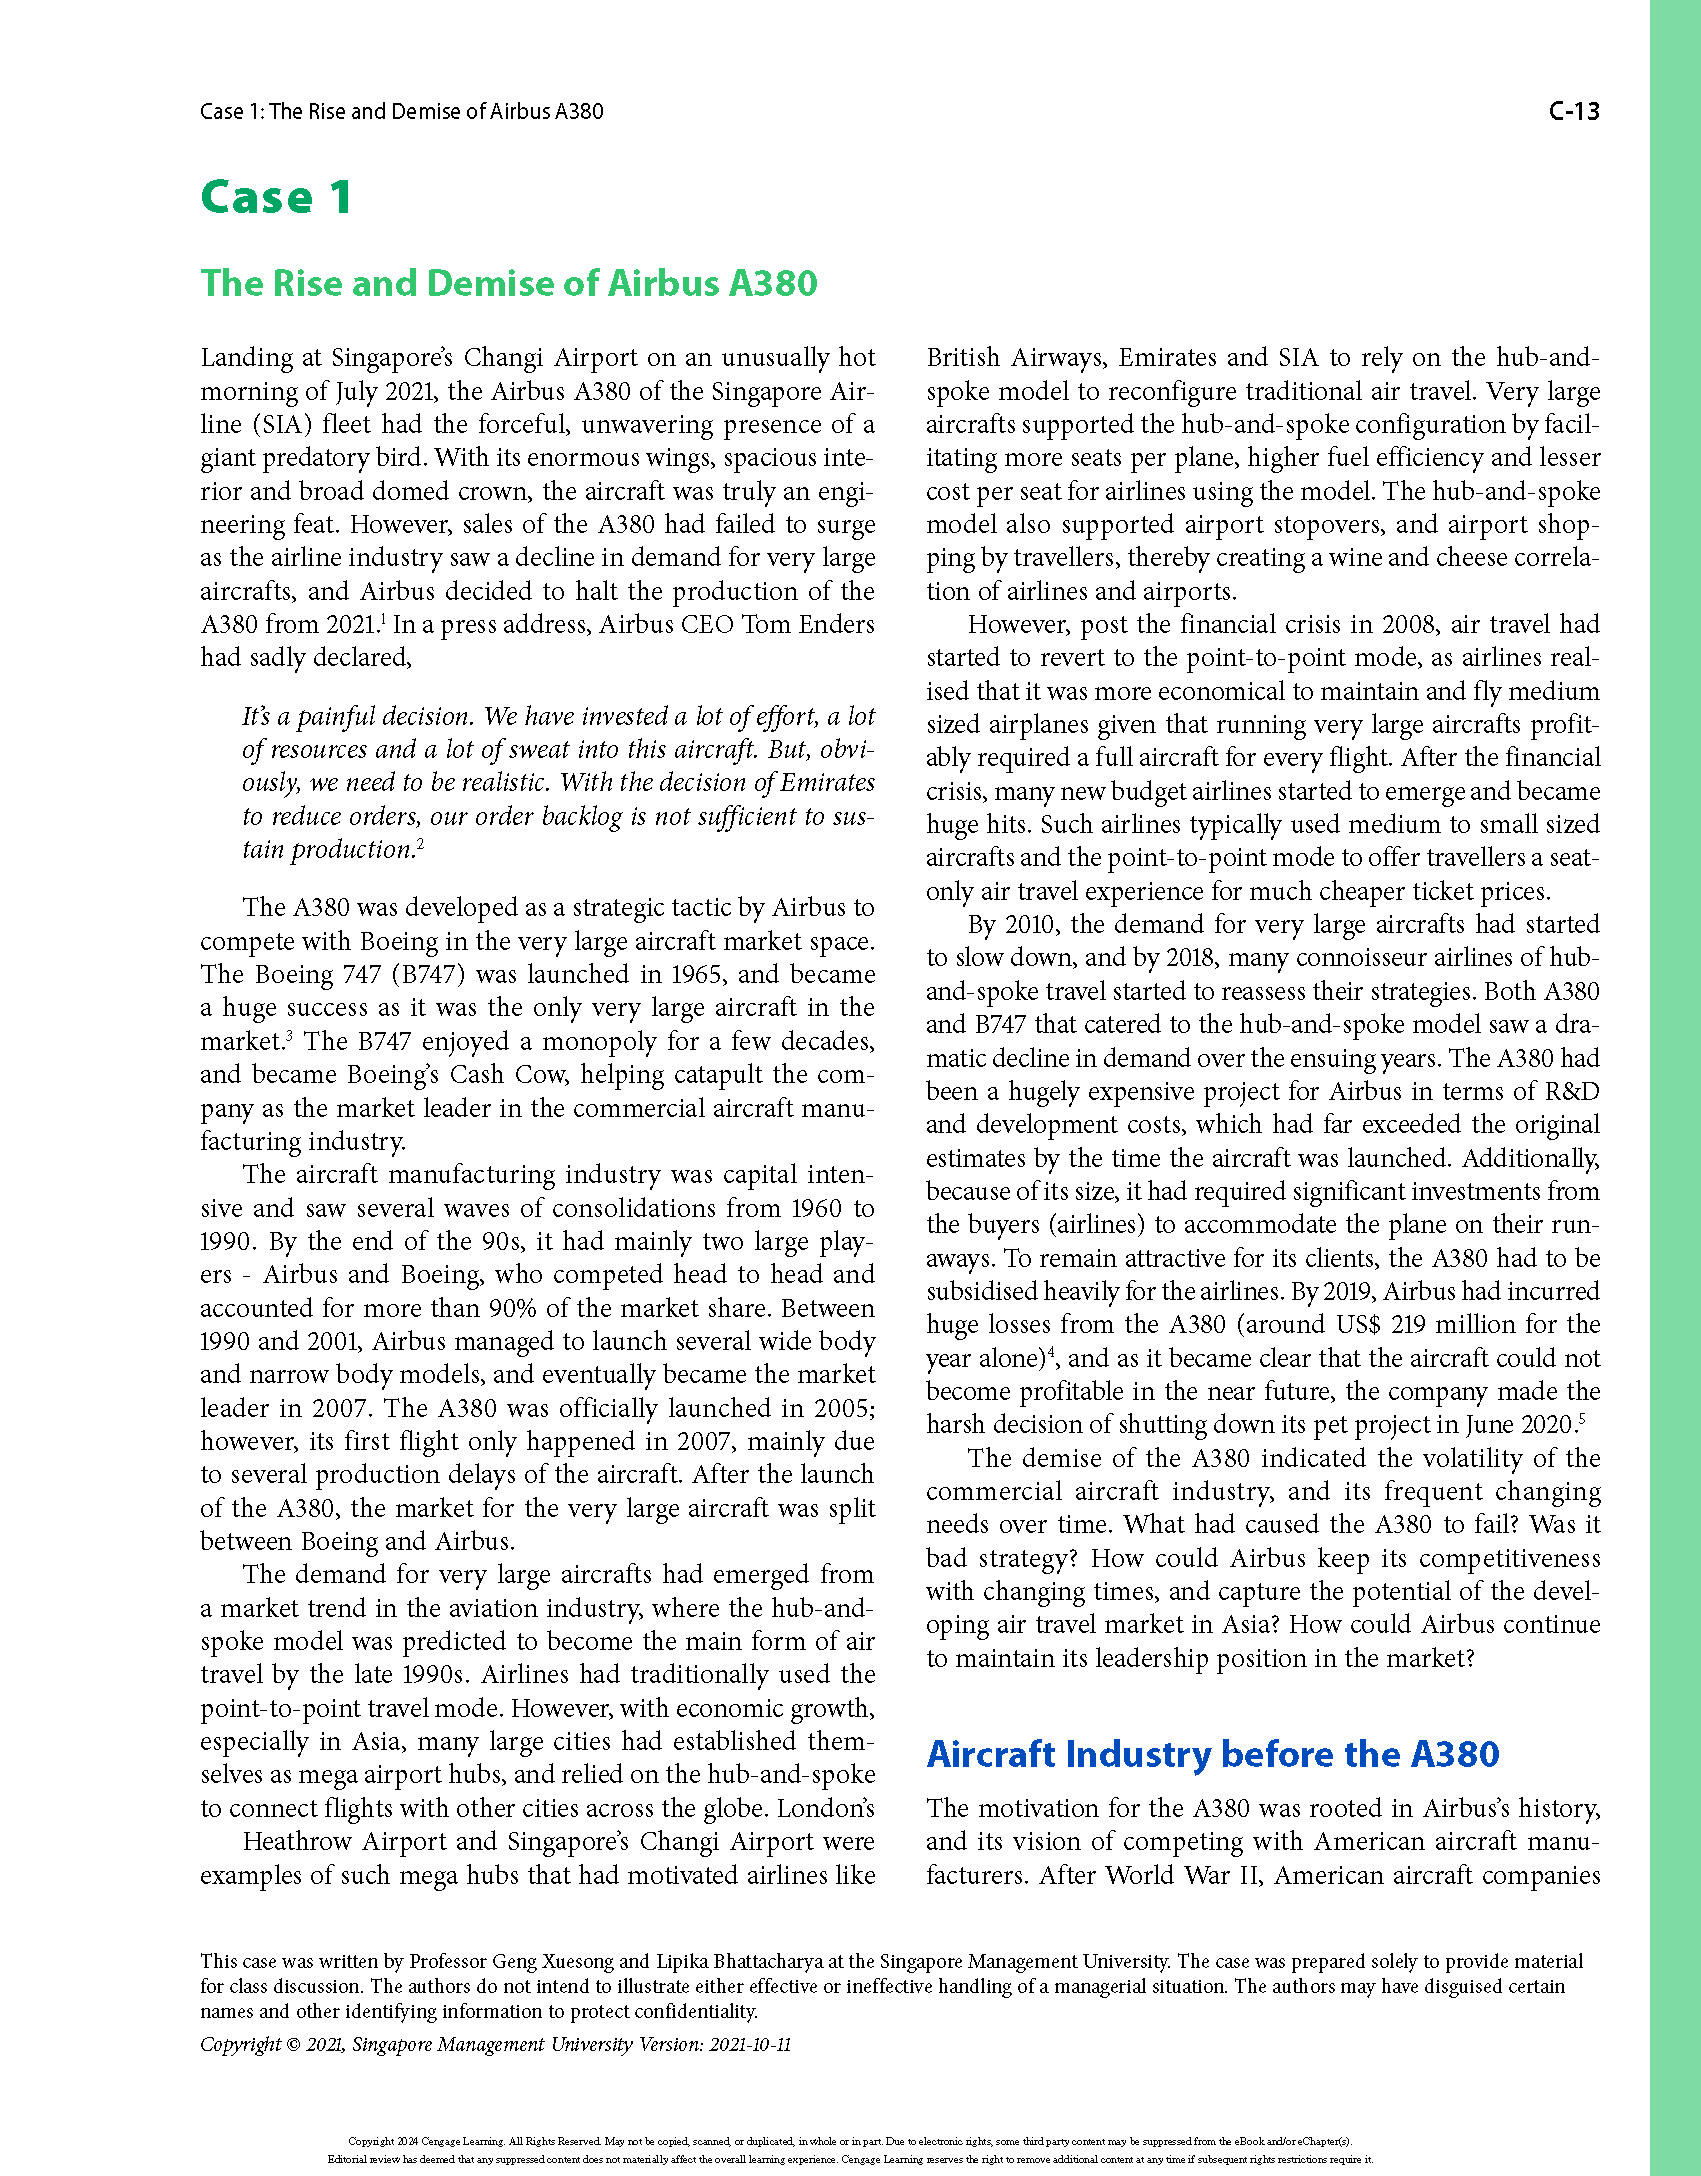 Case 1: The Rise and Demise of Airbus A380
C-13
Case 1
The Rise and Demise of Airbus A380
Landing at Singapore’s Changi Airport on an unusually hot
morning of July 2021, the Airbus A380 of the Singapore Air-
line (SIA) fleet had the forceful, unwavering presence of a
giant predatory bird. With its enormous wings, spacious inte-
rior and broad domed crown, the aircraft was truly an engi-
neering feat. However, sales of the A380 had failed to surge
as the airline industry saw a decline in demand for very large
aircrafts, and Airbus decided to halt the production of the
A380 from 2021.1 In a press address, Airbus CEO Tom Enders
had sadly declared,
It’s a painful decision. We have invested a lot of effort, a lot
of resources and a lot of sweat into this aircraft. But, obvi-
ously, we need to be realistic. With the decision of Emirates
to reduce orders, our order backlog is not sufficient to sus-
tain production.2
The A380 was developed as a strategic tactic by Airbus to
compete with Boeing in the very large aircraft market space.
The Boeing 747 (B747) was launched in 1965, and became
a huge success as it was the only very large aircraft in the
market.3 The B747 enjoyed a monopoly for a few decades,
and became Boeing’s Cash Cow, helping catapult the com-
pany as the market leader in the commercial aircraft manu-
facturing industry.
The aircraft manufacturing industry was capital inten-
sive and saw several waves of consolidations from 1960 to
1990. By the end of the 90s, it had mainly two large play-
ers - Airbus and Boeing, who competed head to head and
accounted for more than 90% of the market share. Between
1990 and 2001, Airbus managed to launch several wide body
and narrow body models, and eventually became the market
leader in 2007. The A380 was officially launched in 2005;
however, its first flight only happened in 2007, mainly due
to several production delays of the aircraft. After the launch
of the A380, the market for the very large aircraft was split
between Boeing and Airbus.
The demand for very large aircrafts had emerged from
a market trend in the aviation industry, where the hub-and-
spoke model was predicted to become the main form of air
travel by the late 1990s. Airlines had traditionally used the
point-to-point travel mode. However, with economic growth,
especially in Asia, many large cities had established them-
selves as mega airport hubs, and relied on the hub-and-spoke
to connect flights with other cities across the globe. London’s
Heathrow Airport and Singapore’s Changi Airport were
examples of such mega hubs that had motivated airlines like
British Airways, Emirates and SIA to rely on the hub-and-
spoke model to reconfigure traditional air travel. Very large
aircrafts supported the hub-and-spoke configuration by facil-
itating more seats per plane, higher fuel efficiency and lesser
cost per seat for airlines using the model. The hub-and-spoke
model also supported airport stopovers, and airport shop-
ping by travellers, thereby creating a wine and cheese correla-
tion of airlines and airports.
However, post the financial crisis in 2008, air travel had
started to revert to the point-to-point mode, as airlines real-
ised that it was more economical to maintain and fly medium
sized airplanes given that running very large aircrafts profit-
ably required a full aircraft for every flight. After the financial
crisis, many new budget airlines started to emerge and became
huge hits. Such airlines typically used medium to small sized
aircrafts and the point-to-point mode to offer travellers a seat-
only air travel experience for much cheaper ticket prices.
By 2010, the demand for very large aircrafts had started
to slow down, and by 2018, many connoisseur airlines of hub-
and-spoke travel started to reassess their strategies. Both A380
and B747 that catered to the hub-and-spoke model saw a dra-
matic decline in demand over the ensuing years. The A380 had
been a hugely expensive project for Airbus in terms of R&D
and development costs, which had far exceeded the original
estimates by the time the aircraft was launched. Additionally,
because of its size, it had required significant investments from
the buyers (airlines) to accommodate the plane on their run-
aways. To remain attractive for its clients, the A380 had to be
subsidised heavily for the airlines. By 2019, Airbus had incurred
huge losses from the A380 (around US$ 219 million for the
year alone)4, and as it became clear that the aircraft could not
become profitable in the near future, the company made the
harsh decision of shutting down its pet project in June 2020.5
The demise of the A380 indicated the volatility of the
commercial aircraft industry, and its frequent changing
needs over time. What had caused the A380 to fail? Was it
bad strategy? How could Airbus keep its competitiveness
with changing times, and capture the potential of the devel-
oping air travel market in Asia? How could Airbus continue
to maintain its leadership position in the market?
Aircraft Industry before the A380
The motivation for the A380 was rooted in Airbus’s history,
and its vision of competing with American aircraft manu-
facturers. After World War II, American aircraft companies
This case was written by Professor Geng Xuesong and Lipika Bhattacharya at the Singapore Management University. The case was prepared solely to provide material
for class discussion. The authors do not intend to illustrate either effective or ineffective handling of a managerial situation. The authors may have disguised certain
names and other identifying information to protect confidentiality.
Copyright © 2021, Singapore Management University Version: 2021-10-11
Copyright 2024 Cengage Learning. All Rights Reserved. May not be copied, scanned, or duplicated, in whole or in part. Due to electronic rights, some third party content may be suppressed from the eBook and/or eChapter(s).
Editorial review has deemed that any suppressed content does not materially affect the overall learning experience. Cengage Learning reserves the right to remove additional content at any time if subsequent rights restrictions require it.